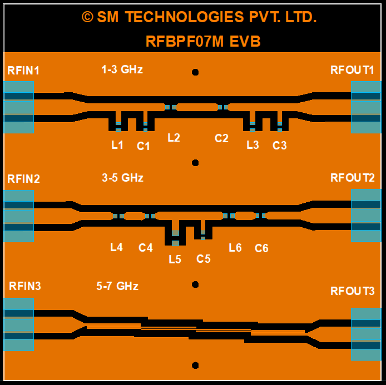 © SM TECHNOLOGIES PVT. LTD.
RFBPF07M EVB
RFIN1 1-3 GHz RFOUT1
L1 C1 L2 C2 L3 C3
RFIN2 3-5 GHz RFOUT2
L4 C4 L5 C5 L6 C6
RFIN3 5-7 GHz RFOUT3